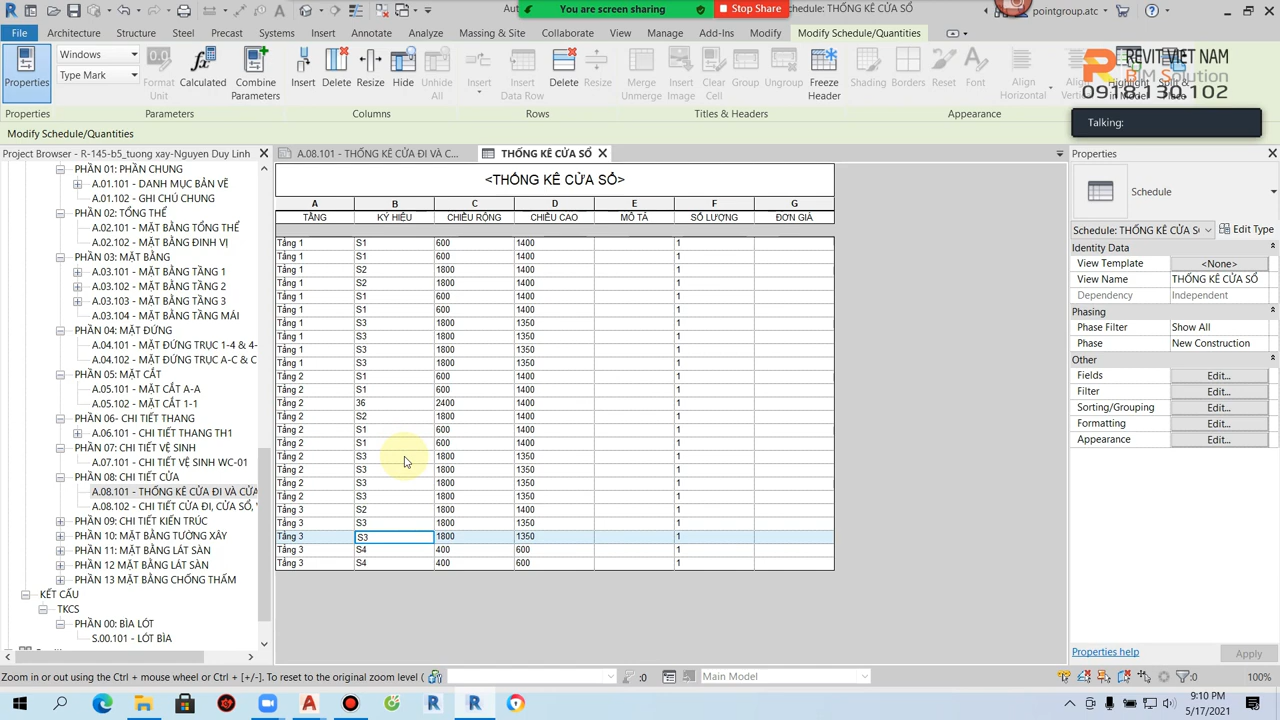 You are screen sharing
Stop Share
chedule: THỐNG KÊ CỬA SỔ
pointgroup.atc
File Architecture Structure Steel Precast Systems Insert Annotate Analyze Massing & Site Collaborate View Manage Add-Ins Modify Modify Schedule/Quantities
Properties
Windows
Type Mark
Format Unit
Calculated
Combine Parameters
Insert
Delete
Resize
Hide
Unhide All
Insert
Insert Data Row
Delete
Resize
Merge Unmerge
Insert Image
Clear Cell
Group
Ungroup
Freeze Header
Shading
Borders
Reset
Font
Align Horizontal
Align
Highlight
REVIT VIET NAM
BIM Solution
0918.130.102
Properties Parameters Columns Rows Titles & Headers Appearance
Talking:
Modify Schedule/Quantities
Project Browser - R-145-b5_tuong xay-Nguyen Duy Linh
PHẦN 01: PHẦN CHUNG
A.01.101 - DANH MỤC BẢN VẼ
A.01.102 - GHI CHÚ CHUNG
PHẦN 02: TỔNG THỂ
A.02.101 - MẶT BẰNG TỔNG THỂ
A.02.102 - MẶT BẰNG ĐỊNH VỊ
PHẦN 03: MẶT BẰNG
A.03.101 - MẶT BẰNG TẦNG 1
A.03.102 - MẶT BẰNG TẦNG 2
A.03.103 - MẶT BẰNG TẦNG 3
A.03.104 - MẶT BẰNG TẦNG MÁI
PHẦN 04: MẶT ĐỨNG
A.04.101 - MẶT ĐỨNG TRỤC 1-4 & 4-
A.04.102 - MẶT ĐỨNG TRỤC A-C & C
PHẦN 05: MẶT CẮT
A.05.101 - MẶT CẮT A-A
A.05.102 - MẶT CẮT 1-1
PHẦN 06- CHI TIẾT THANG
A.06.101 - CHI TIẾT THANG TH1
PHẦN 07: CHI TIẾT VỆ SINH
A.07.101 - CHI TIẾT VỆ SINH WC-01
PHẦN 08: CHI TIẾT CỬA
A.08.101 - THỐNG KÊ CỬA ĐI VÀ CỬA
A.08.102 - CHI TIẾT CỬA ĐI, CỬA SỔ,
PHẦN 09: CHI TIẾT KIẾN TRÚC
PHẦN 10: MẶT BẰNG TƯỜNG XÂY
PHẦN 11: MẶT BẰNG LÁT SÀN
PHẦN 12 MẶT BẰNG LÁT SÀN
PHẦN 13 MẶT BẰNG CHỐNG THẤM
KẾT CẤU
TKCS
PHẦN 00: BÌA LÓT
S.00.101 - LÓT BÌA
A.08.101 - THỐNG KÊ CỬA ĐI VÀ C...
THỐNG KÊ CỬA SỔ
<THỐNG KÊ CỬA SỔ>
A B C D E F G
TẦNG KÝ HIỆU CHIỀU RỘNG CHIỀU CAO MÔ TẢ SỐ LƯỢNG ĐƠN GIÁ
Tầng 1 S1 600 1400 1
Tầng 1 S1 600 1400 1
Tầng 1 S2 1800 1400 1
Tầng 1 S2 1800 1400 1
Tầng 1 S1 600 1400 1
Tầng 1 S1 600 1400 1
Tầng 1 S3 1800 1350 1
Tầng 1 S3 1800 1350 1
Tầng 1 S3 1800 1350 1
Tầng 1 S3 1800 1350 1
Tầng 2 S1 600 1400 1
Tầng 2 S1 600 1400 1
Tầng 2 36 2400 1400 1
Tầng 2 S2 1800 1400 1
Tầng 2 S1 600 1400 1
Tầng 2 S1 600 1400 1
Tầng 2 S3 1800 1350 1
Tầng 2 S3 1800 1350 1
Tầng 2 S3 1800 1350 1
Tầng 2 S3 1800 1350 1
Tầng 3 S2 1800 1400 1
Tầng 3 S3 1800 1350 1
Tầng 3 S3 1800 1350 1
Tầng 3 S4 400 600 1
Tầng 3 S4 400 600 1
Properties
Schedule
Schedule: THỐNG KÊ CỬA S
Edit Type
Identity Data
View Template <None>
View Name THỐNG KÊ CỬA SỔ
Dependency Independent
Phasing
Phase Filter Show All
Phase New Construction
Other
Fields Edit...
Filter Edit...
Sorting/Grouping Edit...
Formatting Edit...
Appearance Edit...
Properties help
Apply
Zoom in or out using the Ctrl + mouse wheel or Ctrl + [+/-]. To reset to the original zoom level (
:0
Main Model
:0
100%
9:10 PM
5/17/2021